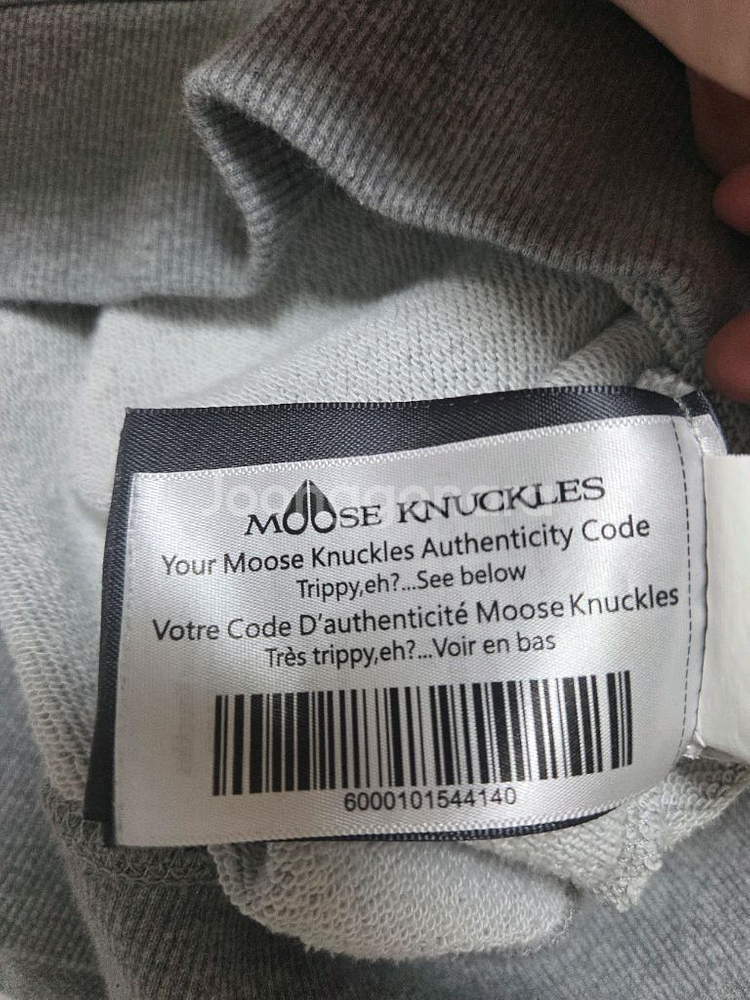 MOOSE KNUCKLES
Your Moose Knuckles Authenticity Code
Trippy,eh?...See below
Votre Code D'authenticité Moose Knuckles
Très trippy,eh?...Voir en bas
6000101544140